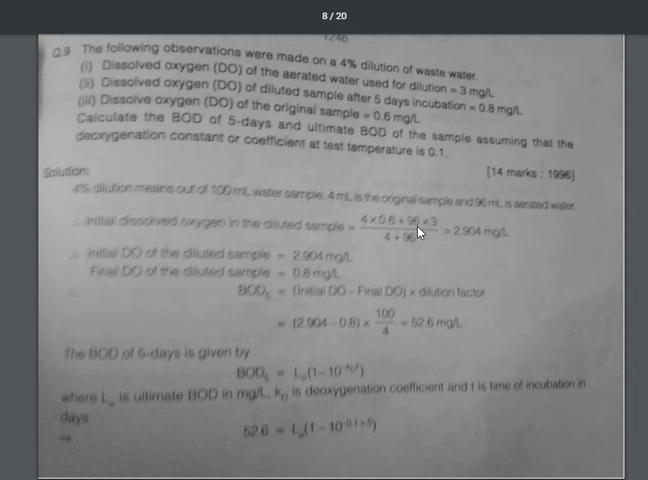 8 / 20
1246
Q.9 The following observations were made on a 4% dilution of waste water.
(i) Dissolved oxygen (DO) of the aerated water used for dilution = 3 mg/L
(ii) Dissolved oxygen (DO) of diluted sample after 5 days incubation = 0.8 mg/L
(iii) Dissolve oxygen (DO) of the original sample = 0.6 mg/L
Calculate the BOD of 5-days and ultimate BOD of the sample assuming that the
deoxygenation constant or coefficient at test temperature is 0.1.
[14 marks : 1996]
Solution:
4% dilution means out of 100 mL water sample, 4 mL is the original sample and 96 mL is aerated water.
∴ Initial dissolved oxygen in the diluted sample = (4×0.6+96×3)/(4+96) = 2.904 mg/L
∴ Initial DO of the diluted sample = 2.904 mg/L
Final DO of the diluted sample = 0.8 mg/L
∴ BOD₅ = (Initial DO – Final DO) × dilution factor
= (2.904 – 0.8) × 100/4 = 52.6 mg/L
The BOD of 5-days is given by
BOD₅ = L₀(1 – 10^(-k_D t))
where L₀ is ultimate BOD in mg/L, k_D is deoxygenation coefficient and t is time of incubation in
days
⇒ 52.6 = L₀(1 – 10^(-0.1×5))